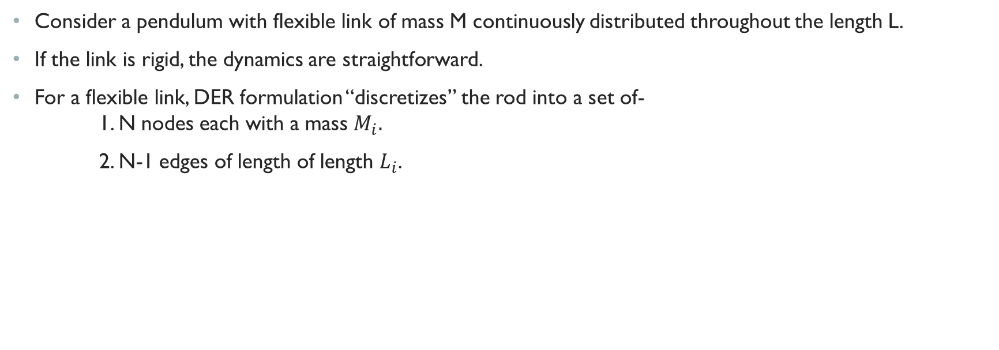 • Consider a pendulum with flexible link of mass M continuously distributed throughout the length L.
• If the link is rigid, the dynamics are straightforward.
• For a flexible link, DER formulation “discretizes” the rod into a set of-
1. N nodes each with a mass Mᵢ.
2. N-1 edges of length of length Lᵢ.